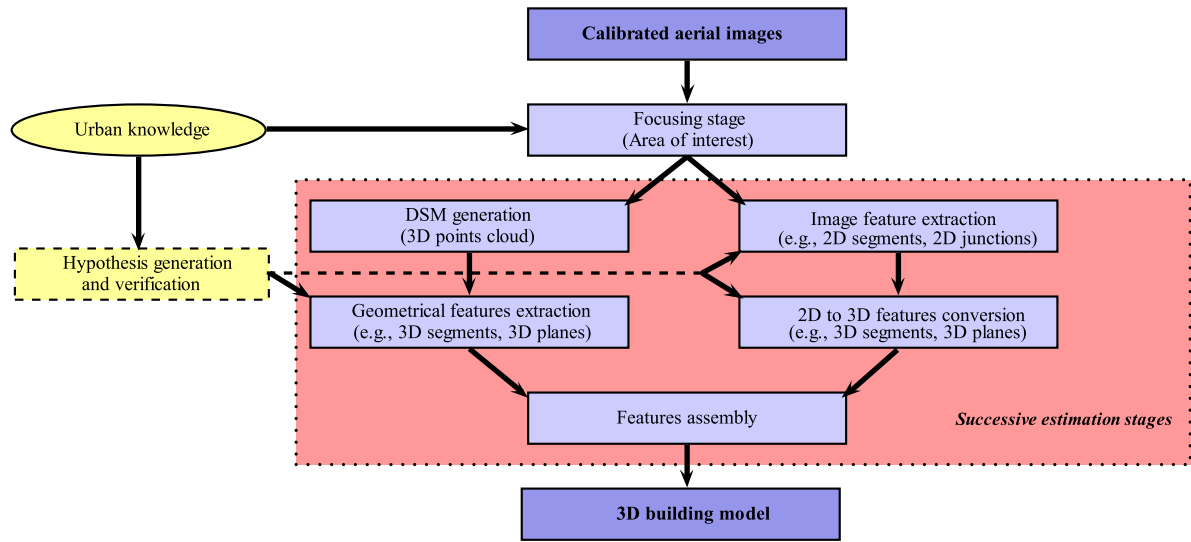 Calibrated aerial images
Urban knowledge
Focusing stage
(Area of interest)
DSM generation
(3D points cloud)
Image feature extraction
(e.g., 2D segments, 2D junctions)
Hypothesis generation
and verification
Geometrical features extraction
(e.g., 3D segments, 3D planes)
2D to 3D features conversion
(e.g., 3D segments, 3D planes)
Features assembly
Successive estimation stages
3D building model